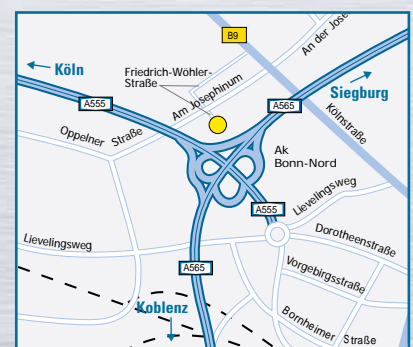 B9
An der Jose
Köln
Friedrich-Wöhler-
Straße
Siegburg
A555
Am Josephinum
A565
Kölnstraße
Oppelner Straße
Ak
Bonn-Nord
Lievelingsweg
A555
Dorotheenstraße
Lievelingsweg
A565
Vorgebirgsstraße
Koblenz
Bornheimer Straße